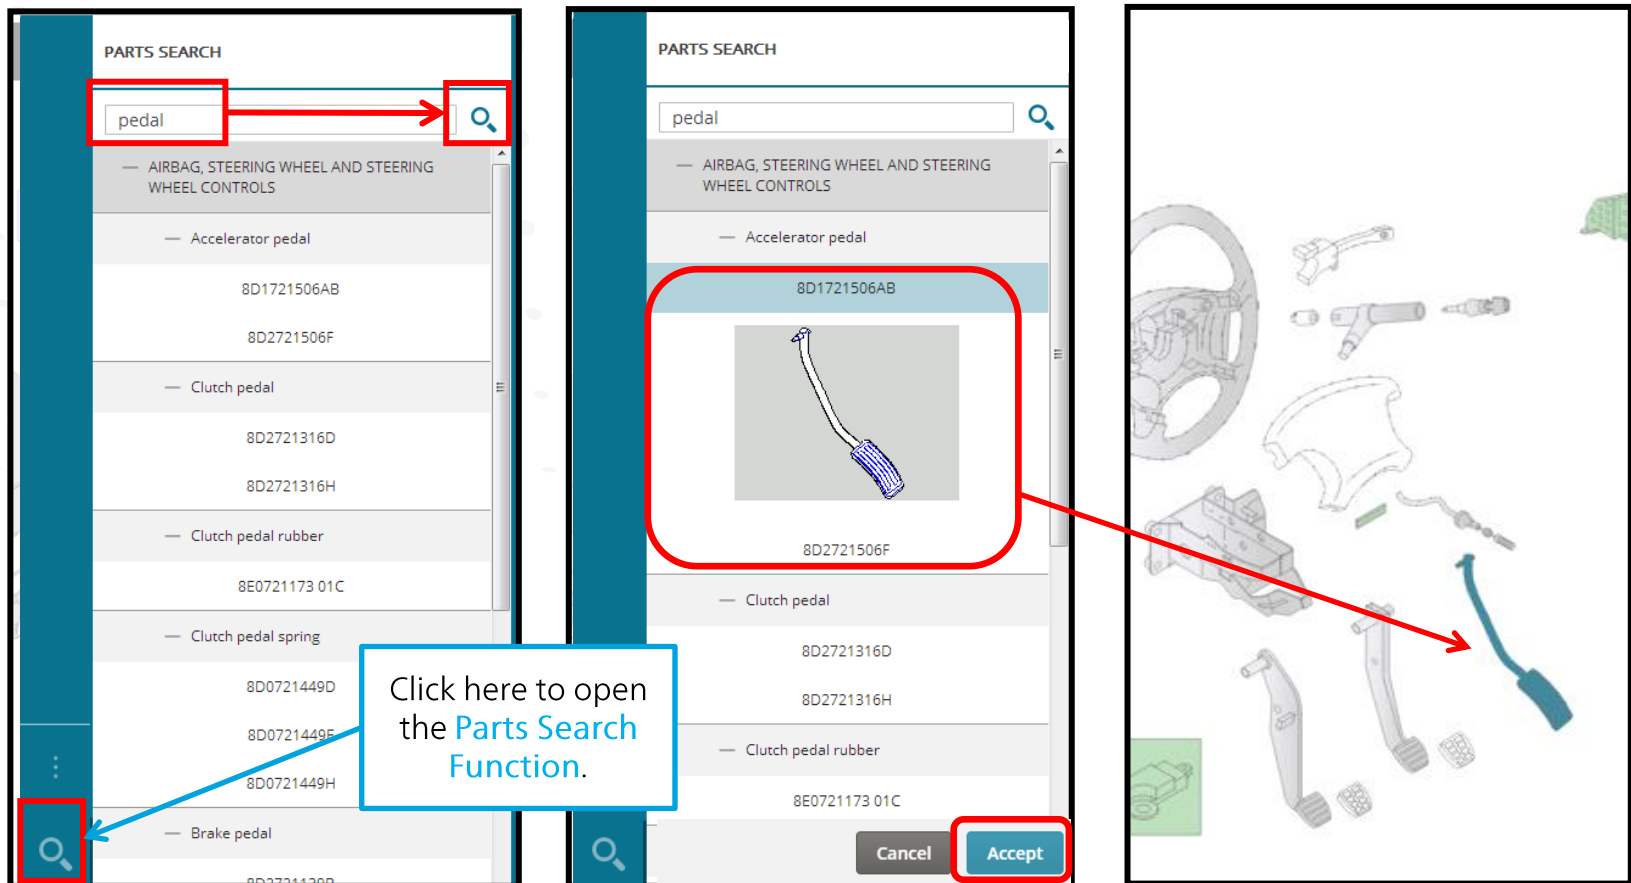 PARTS SEARCH
pedal
— AIRBAG, STEERING WHEEL AND STEERING
WHEEL CONTROLS
— Accelerator pedal
8D1721506AB
8D2721506F
— Clutch pedal
8D2721316D
8D2721316H
— Clutch pedal rubber
8E0721173 01C
— Clutch pedal spring
8D0721449D
8D0721449F
8D0721449H
— Brake pedal
Click here to open
the Parts Search
Function.
PARTS SEARCH
pedal
— AIRBAG, STEERING WHEEL AND STEERING
WHEEL CONTROLS
— Accelerator pedal
8D1721506AB
8D2721506F
— Clutch pedal
8D2721316D
8D2721316H
— Clutch pedal rubber
8E0721173 01C
Cancel
Accept